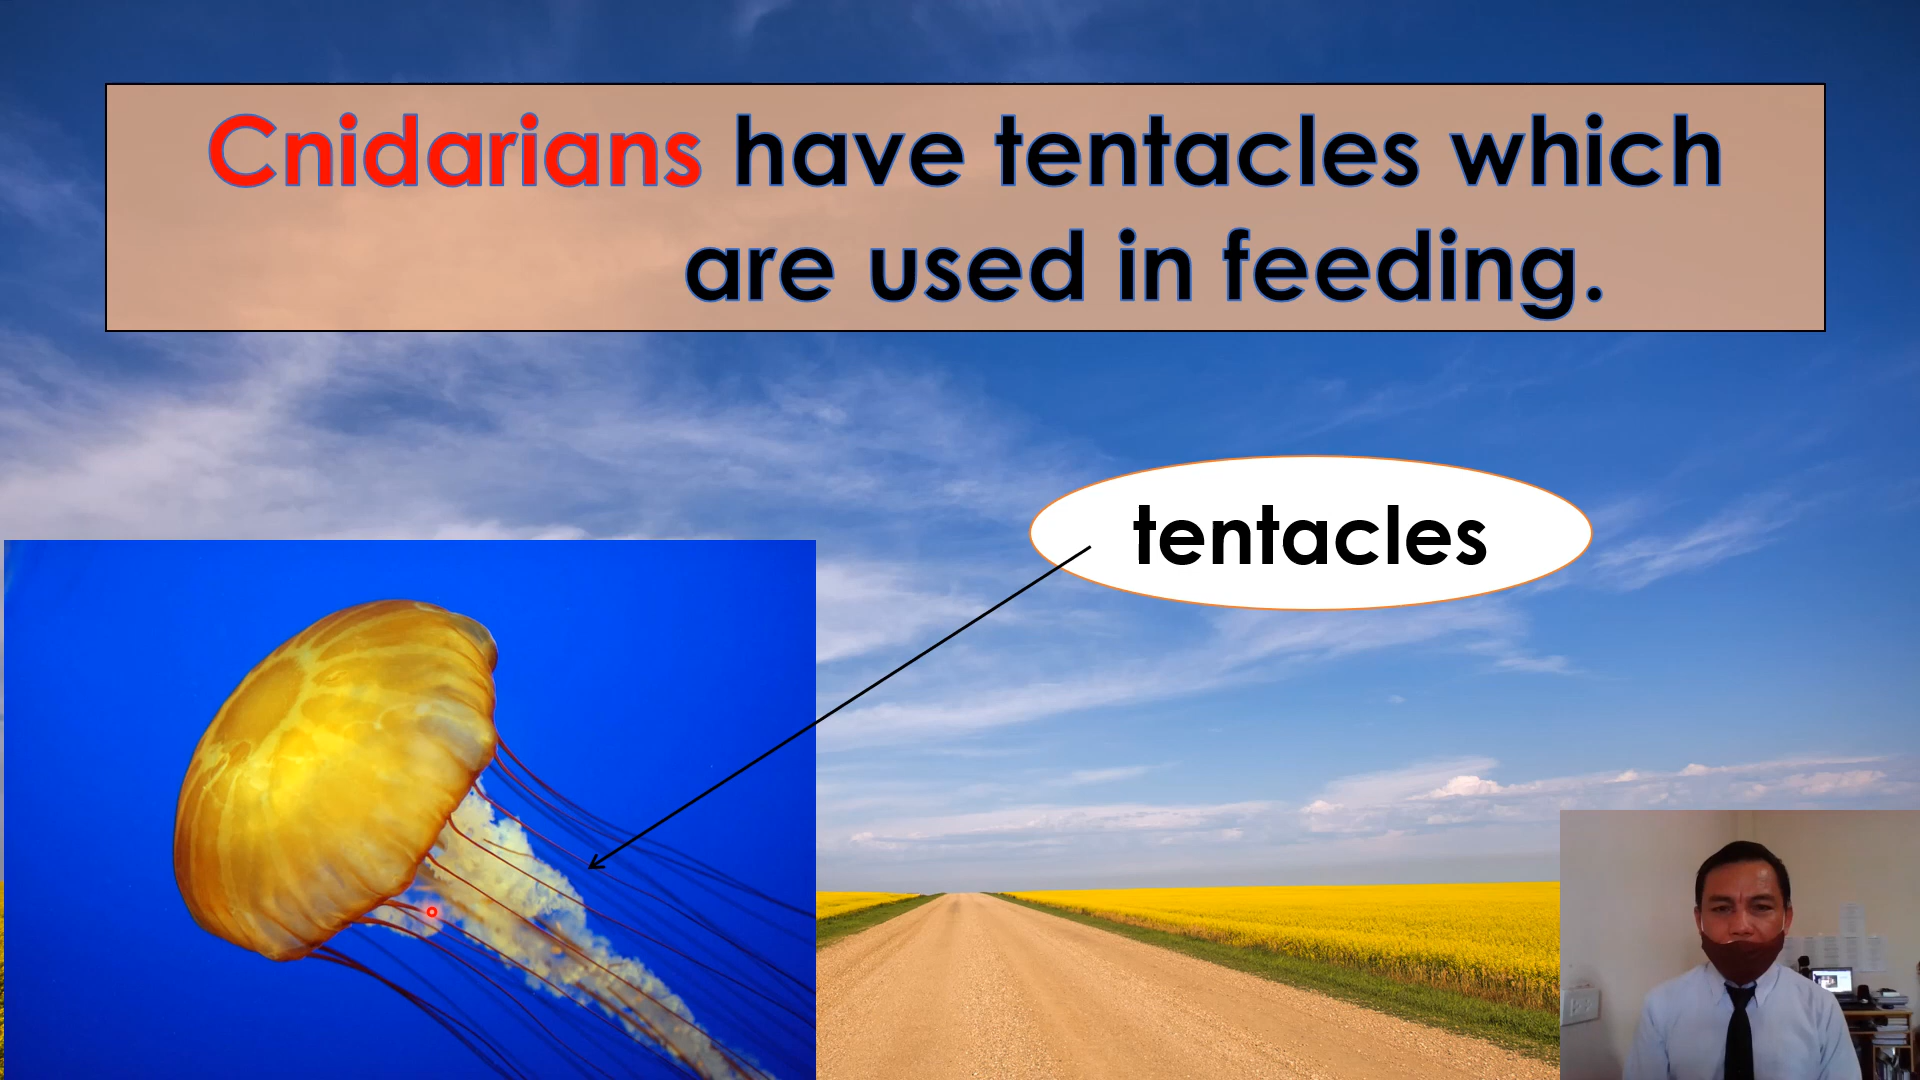 Cnidarians have tentacles which
are used in feeding.
tentacles